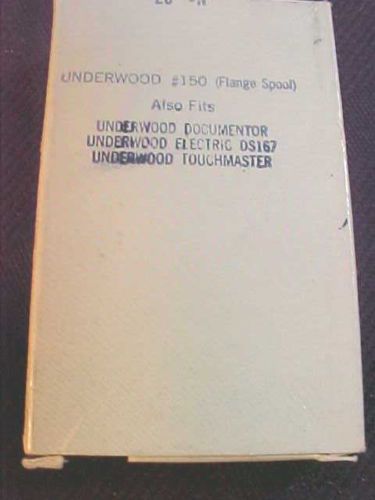 UNDERWOOD #150 (Flange Spool)
Also Fits
UNDERWOOD DOCUMENTOR
UNDERWOOD ELECTRIC DS167
UNDERWOOD TOUCHMASTER